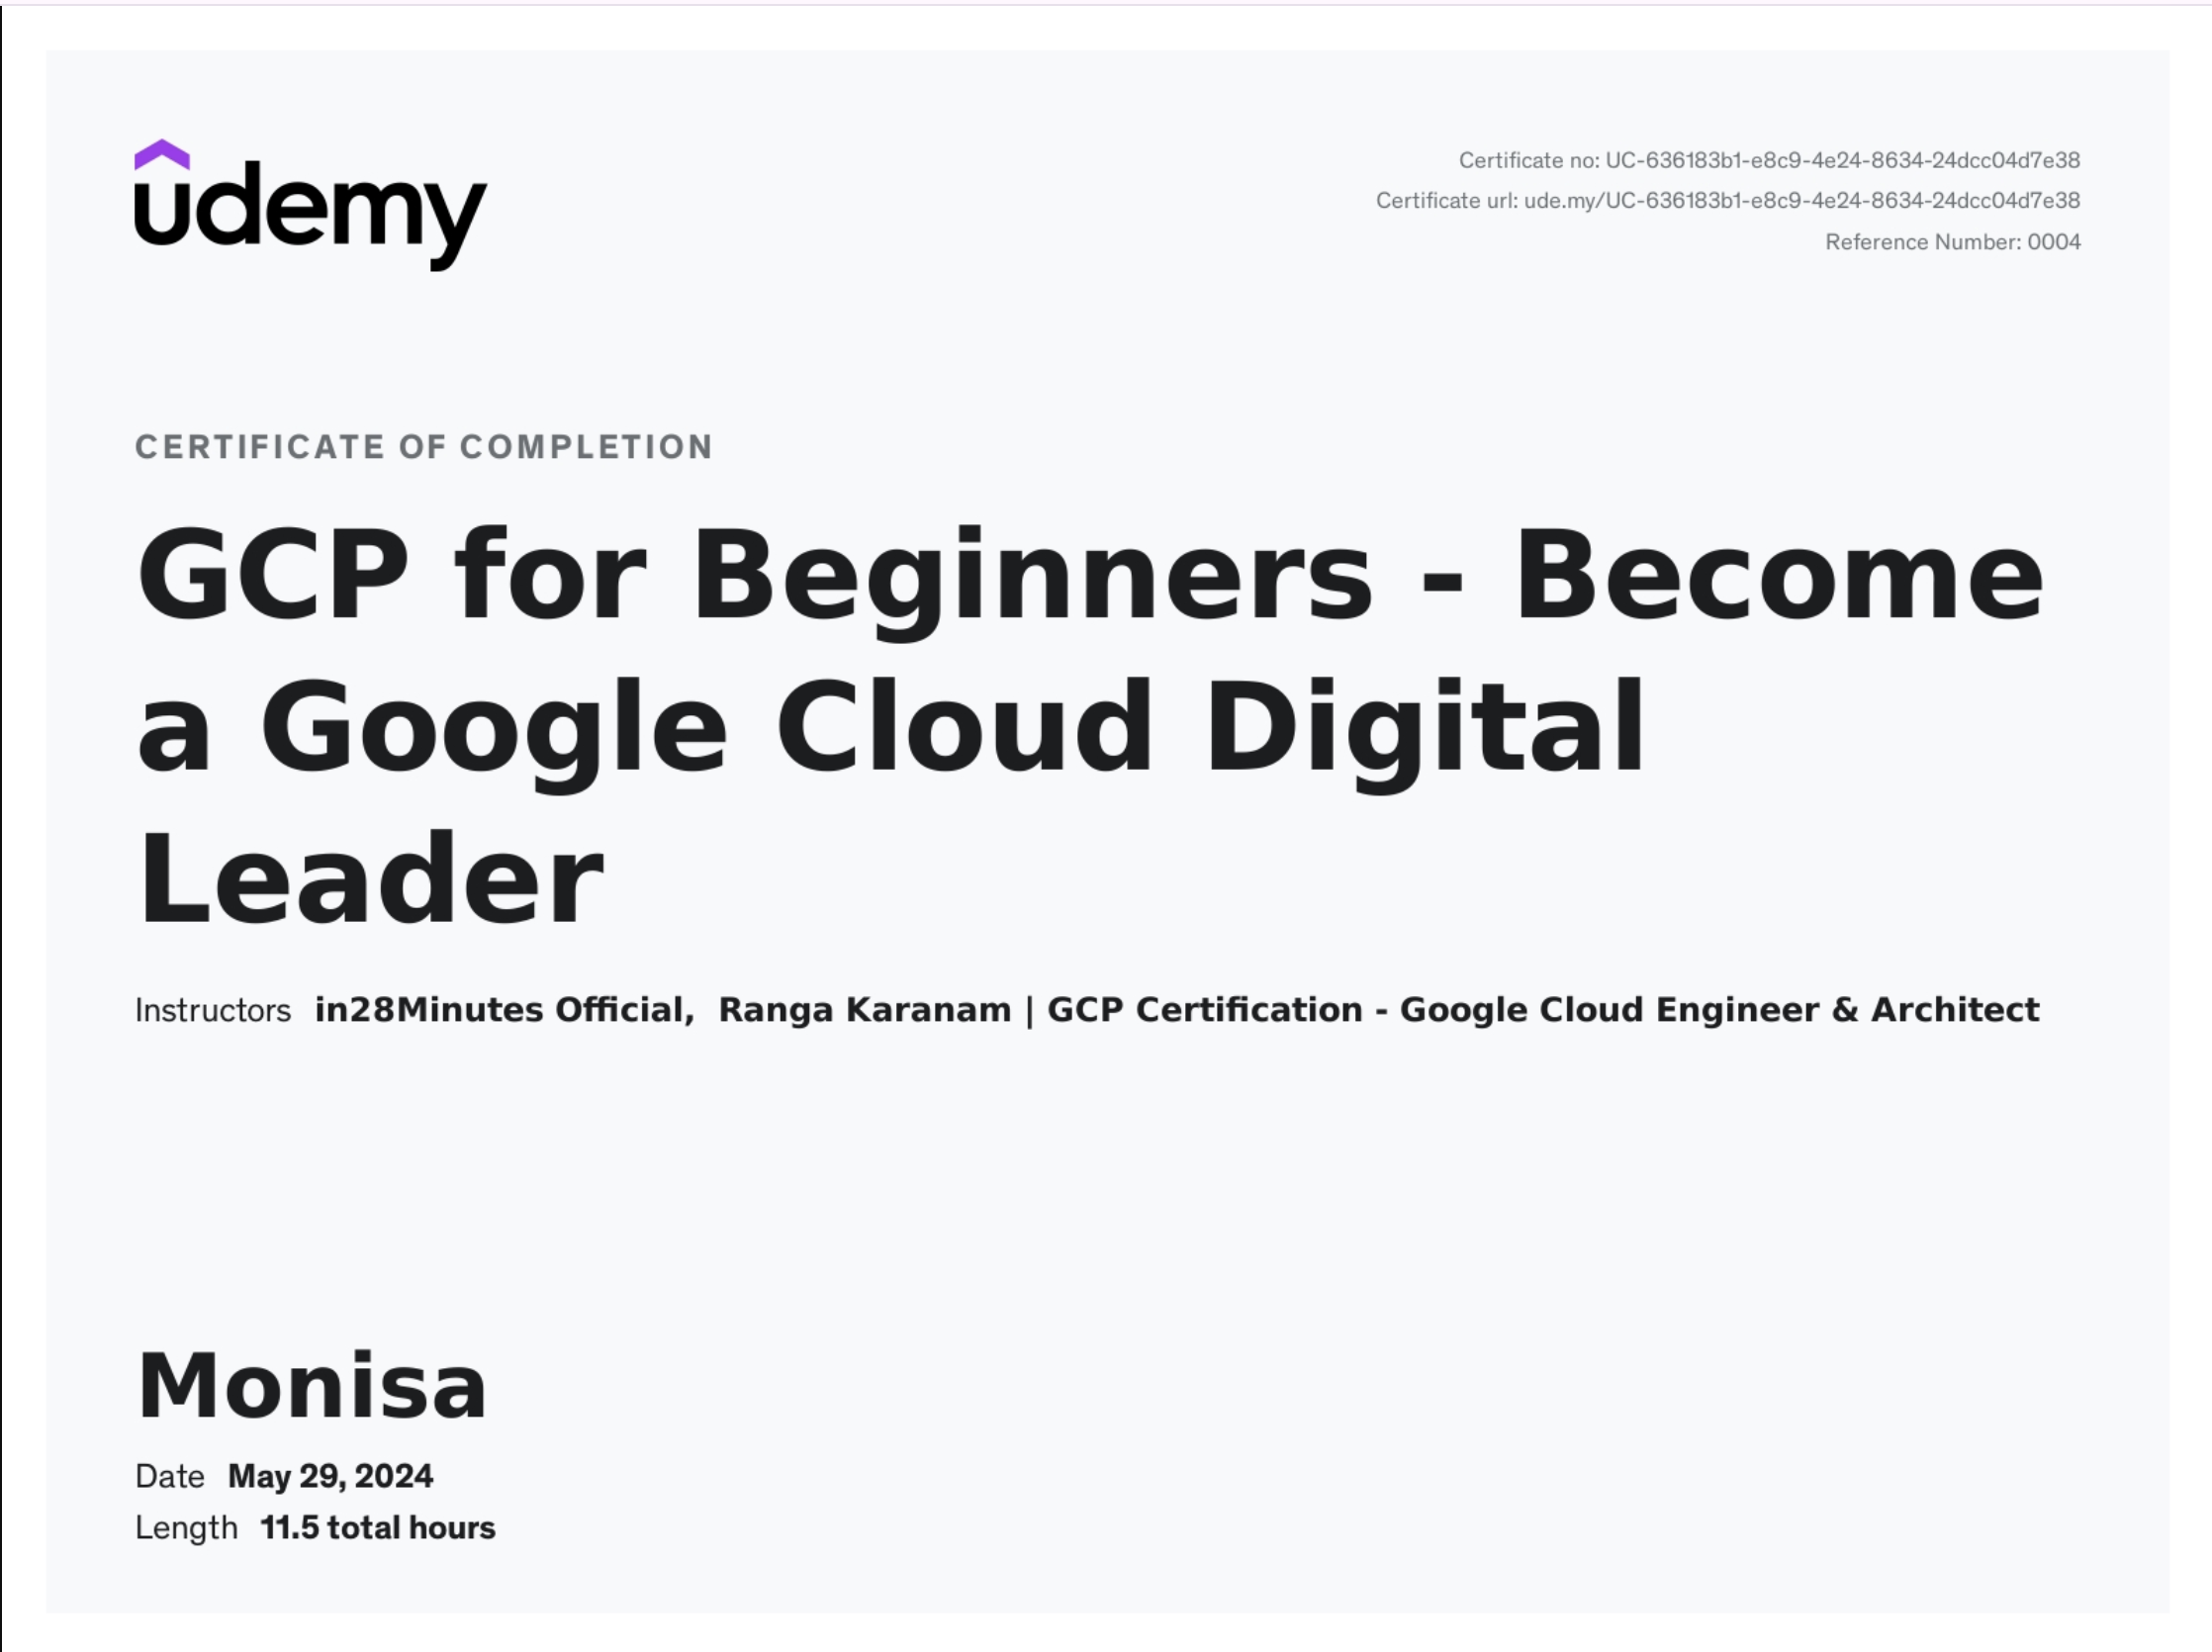 udemy
Certificate no: UC-636183b1-e8c9-4e24-8634-24dcc04d7e38
Certificate url: ude.my/UC-636183b1-e8c9-4e24-8634-24dcc04d7e38
Reference Number: 0004
CERTIFICATE OF COMPLETION
GCP for Beginners - Become
a Google Cloud Digital
Leader
Instructors in28Minutes Official, Ranga Karanam | GCP Certification - Google Cloud Engineer & Architect
Monisa
Date May 29, 2024
Length 11.5 total hours